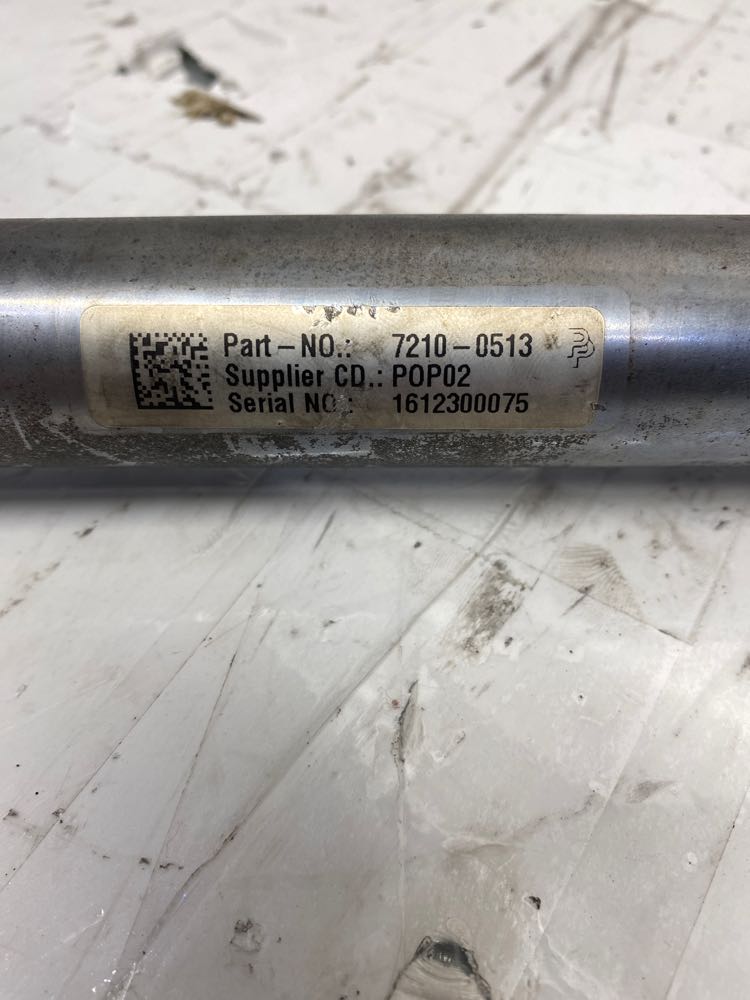 Part-NO.: 7210-0513
Supplier CD.: POP02
Serial NO.: 1612300075